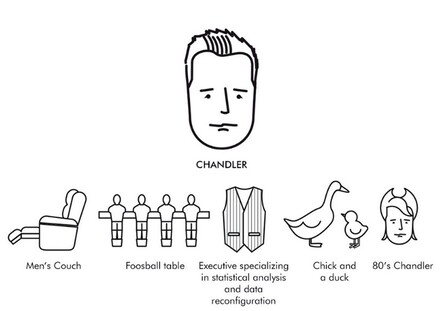 CHANDLER
Men's Couch
Foosball table
Executive specializing
in statistical analysis
and data
reconfiguration
Chick and
a duck
80's Chandler